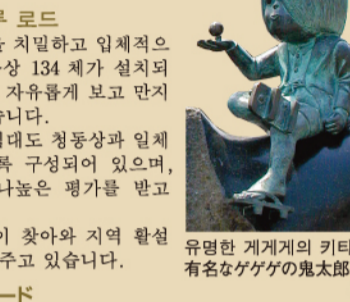 로드
치밀하고 입체적으
상 134 체가 설치되
자유롭게 보고 만지
습니다.
대도 청동상과 일체
록 구성되어 있으며,
나높은 평가를 받고
찾아와 지역 활설
주고 있습니다.
유명한 게게게의 키타
有名なゲゲゲの鬼太郎
ード